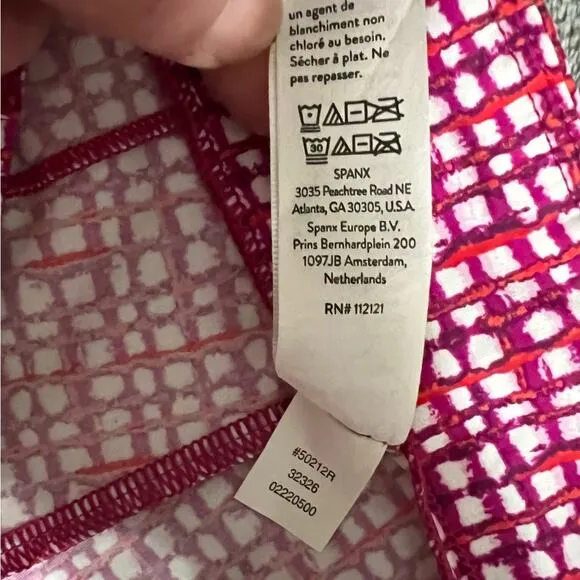 un agent de
blanchiment non
chloré au besoin.
Sécher à plat. Ne
pas repasser.
30
SPANX
3035 Peachtree Road NE
Atlanta, GA 30305, U.S.A.
Spanx Europe B.V.
Prins Bernhardplein 200
1097JB Amsterdam,
Netherlands
RN# 112121
#50212R
32326
02220500